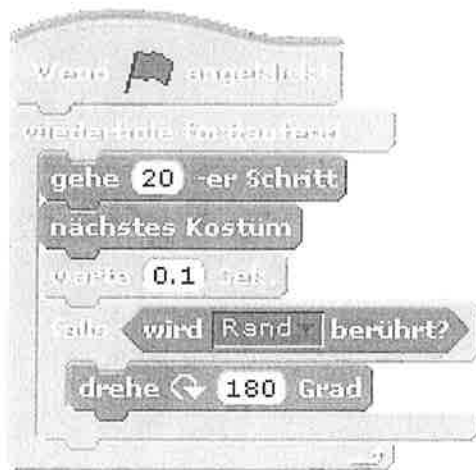 Wenn angeklickt
wiederhole fortlaufend
gehe 20 -er Schritt
nächstes Kostüm
warte 0.1 Sek.
falls wird Rand berührt?
drehe 180 Grad